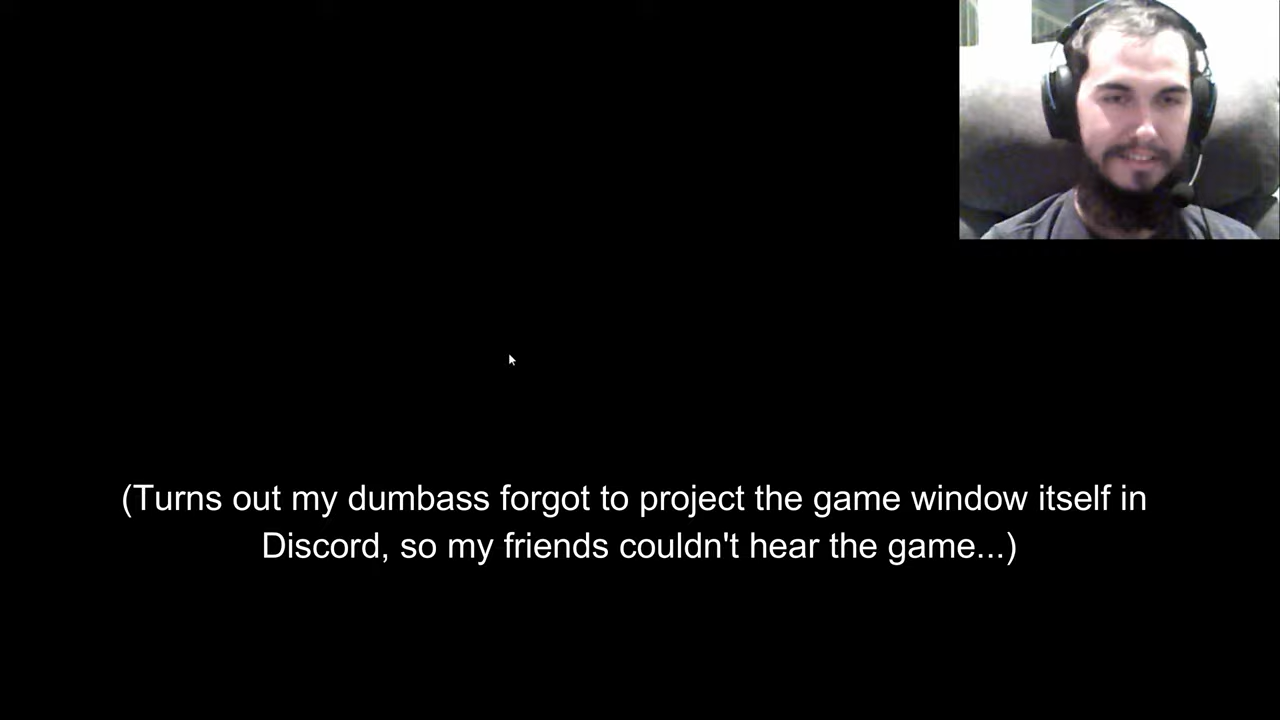 (Turns out my dumbass forgot to project the game window itself in
Discord, so my friends couldn't hear the game...)